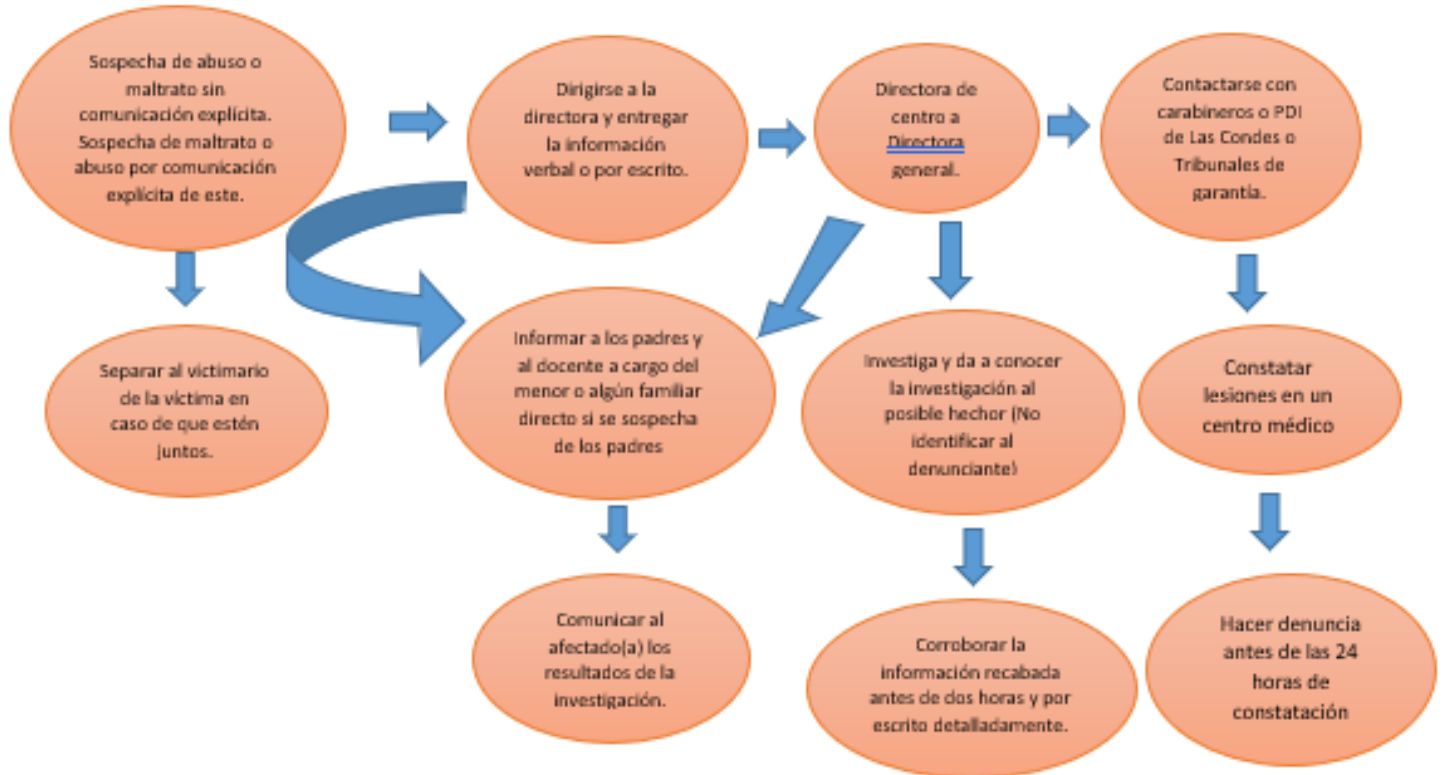 Sospecha de abuso o
maltrato sin
comunicación explícita.
Sospecha de maltrato o
abuso por comunicación
explícita de este.
Dirigirse a la
directora y entregar
la información
verbal o por escrito.
Directora de
centro a
Directora
general.
Contactarse con
carabineros o PDI
de Las Condes o
Tribunales de
garantía.
Separar al victimario
de la víctima en
caso de que estén
juntos.
Informar a los padres y
al docente a cargo del
menor o algún familiar
directo si se sospecha
de los padres
Investiga y da a conocer
la investigación al
posible hechor (No
identificar al
denunciante)
Constatar
lesiones en un
centro médico
Comunicar al
afectado(a) los
resultados de la
investigación.
Corroborar la
información recabada
antes de dos horas y por
escrito detalladamente.
Hacer denuncia
antes de las 24
horas de
constatación